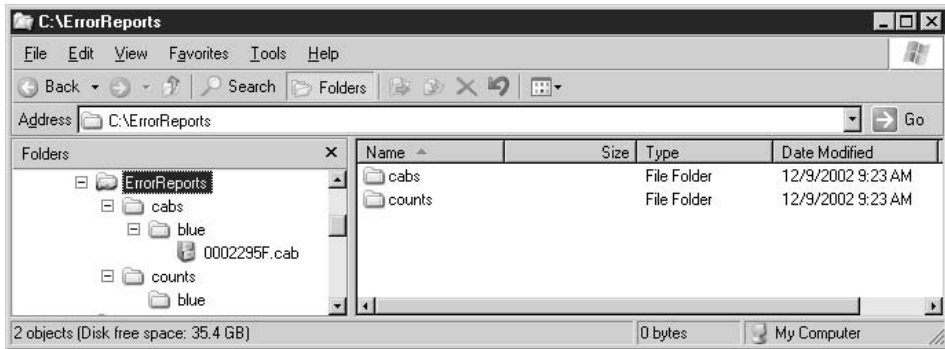 C:\ErrorReports
File Edit View Favorites Tools Help
Back Search Folders
Address C:\ErrorReports Go
Folders
ErrorReports
cabs
blue
0002295F.cab
counts
blue
Name Size Type Date Modified
cabs File Folder 12/9/2002 9:23 AM
counts File Folder 12/9/2002 9:23 AM
2 objects (Disk free space: 35.4 GB) 0 bytes My Computer